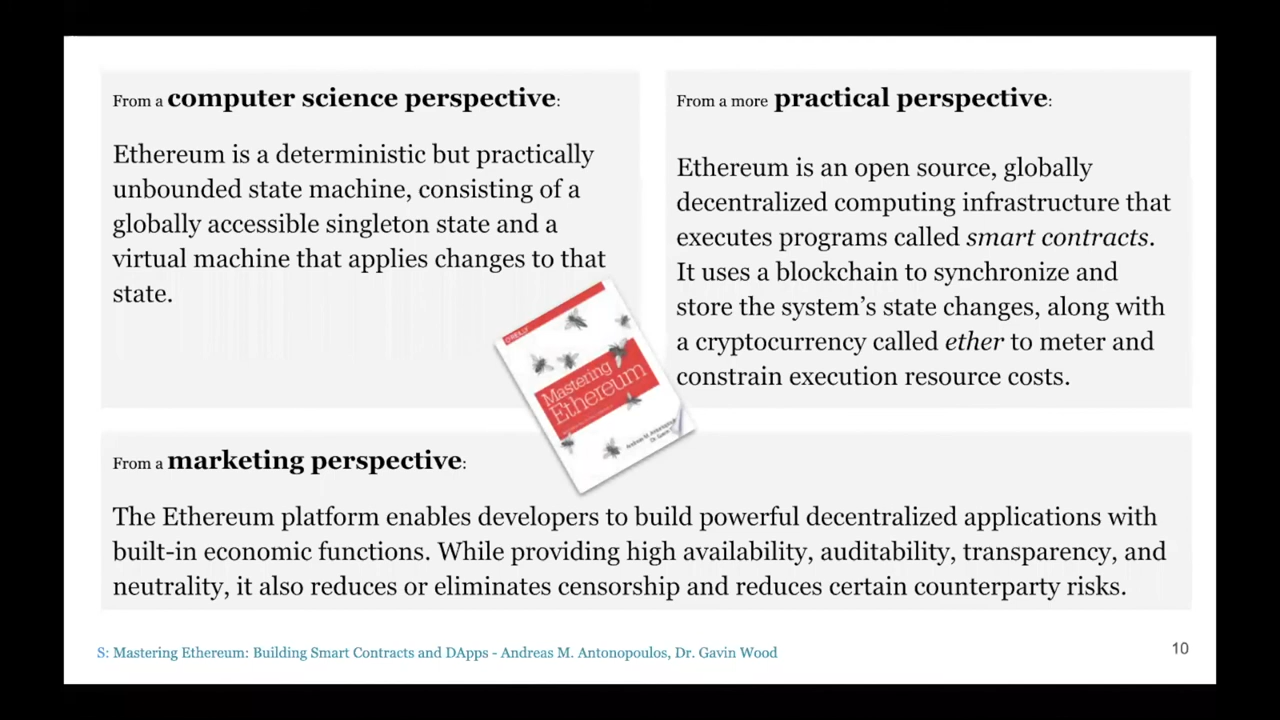 From a computer science perspective:
Ethereum is a deterministic but practically
unbounded state machine, consisting of a
globally accessible singleton state and a
virtual machine that applies changes to that
state.
From a more practical perspective:
Ethereum is an open source, globally
decentralized computing infrastructure that
executes programs called smart contracts.
It uses a blockchain to synchronize and
store the system’s state changes, along with
a cryptocurrency called ether to meter and
constrain execution resource costs.
O'REILLY
Mastering
Ethereum
From a marketing perspective:
The Ethereum platform enables developers to build powerful decentralized applications with
built-in economic functions. While providing high availability, auditability, transparency, and
neutrality, it also reduces or eliminates censorship and reduces certain counterparty risks.
S: Mastering Ethereum: Building Smart Contracts and DApps - Andreas M. Antonopoulos, Dr. Gavin Wood
10